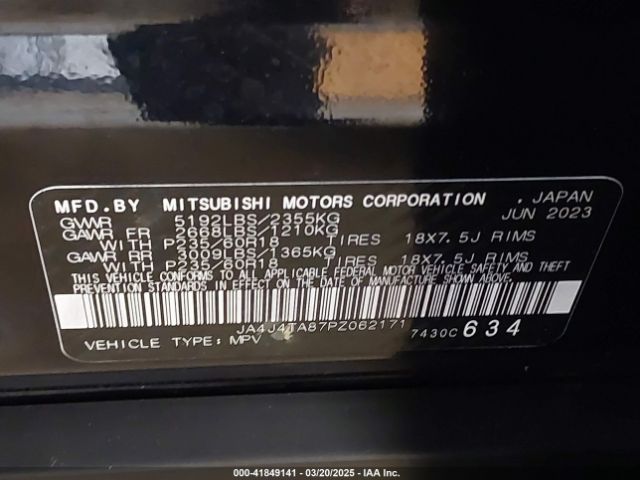 MFD.BY MITSUBISHI MOTORS CORPORATION , JAPAN
GVWR 5192LBS/2355KG JUN 2023
GAWR FR 2668LBS/1210KG
WITH P235/60R18 TIRES 18X7.5J RIMS
GAWR RR 3009LBS/1365KG
WITH P235/60R18 TIRES 18X7.5J RIMS
THIS VEHICLE CONFORMS TO ALL APPLICABLE FEDERAL MOTOR VEHICLE SAFETY AND THEFT
PREVENTION STANDARDS IN EFFECT ON THE DATE OF MANUFACTURE SHOWN ABOVE.
JA4J4TA87PZ062171
VEHICLE TYPE: MPV 7430C 634
000-41849141 - 03/20/2025 - IAA Inc.